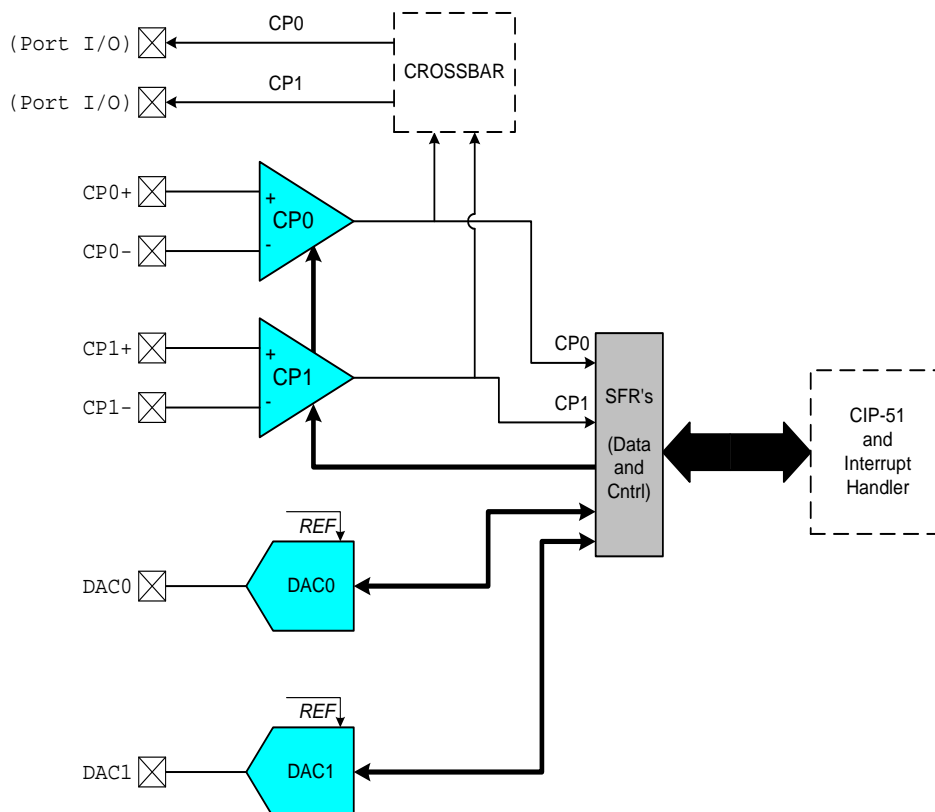 CP0
(Port I/O)
CROSSBAR
CP1
(Port I/O)
CP0+
+
CP0
CP0-
-
CP1+
+
CP0
CP1
SFR's
CP1-
-
CP1
(Data
and
Cntrl)
CIP-51
and
Interrupt
Handler
REF
DAC0
DAC0
REF
DAC1
DAC1